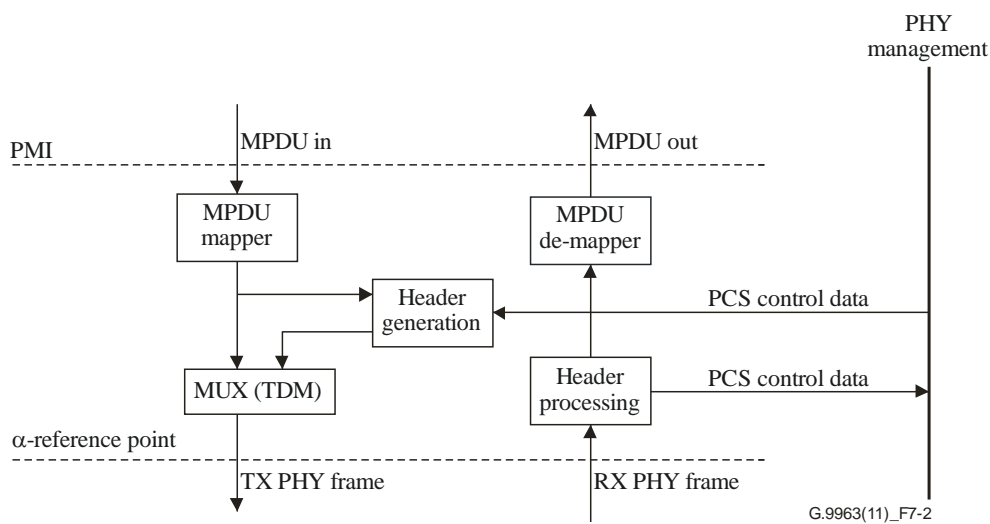 PHY
management
MPDU in
MPDU out
PMI
MPDU
mapper
MPDU
de-mapper
Header
generation
PCS control data
MUX (TDM)
Header
processing
PCS control data
α-reference point
TX PHY frame
RX PHY frame
G.9963(11)_F7-2